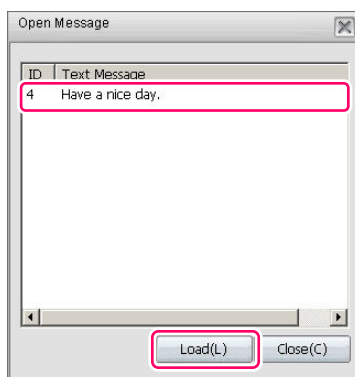 Open Message
ID Text Message
4 Have a nice day.
Load(L) Close(C)